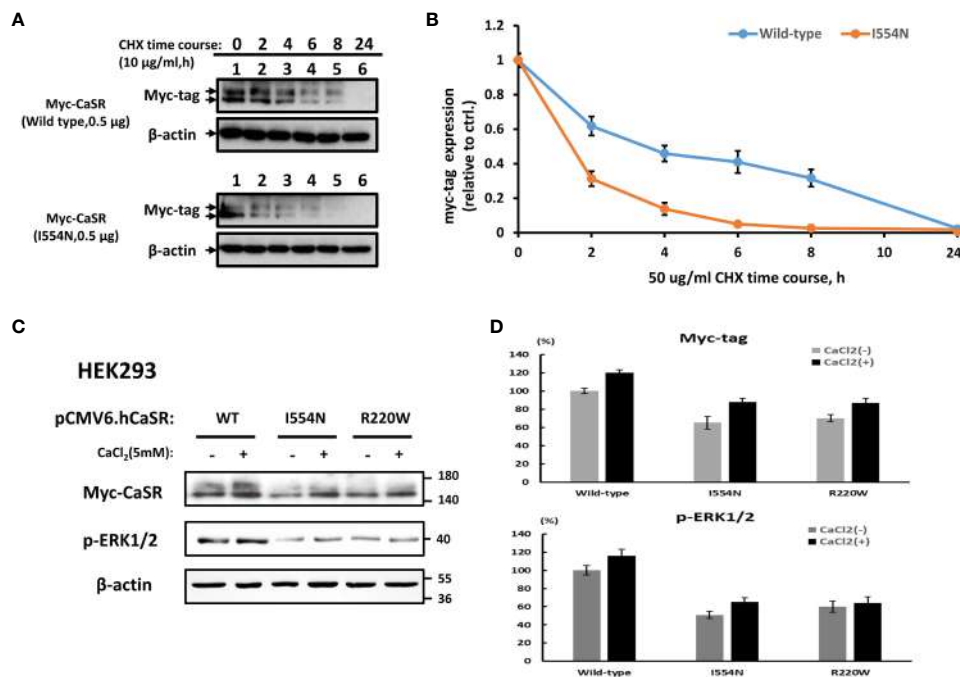 A
CHX time course: 0 2 4 6 8 24
(10 µg/ml,h) 1 2 3 4 5 6
Myc-tag
Myc-CaSR
(Wild type,0.5 µg)
β-actin
1 2 3 4 5 6
Myc-tag
Myc-CaSR
(I554N,0.5 µg)
β-actin
B
Wild-type I554N
1.2
1
0.8
0.6
0.4
0.2
0
myc-tag expression
(relative to ctrl.)
0 2 4 6 8 10 24
50 ug/ml CHX time course, h
C
HEK293
pCMV6.hCaSR: WT I554N R220W
CaCl2(5mM): - + - + - +
Myc-CaSR
180
140
p-ERK1/2
40
β-actin
55
36
D
(%)
Myc-tag
CaCl2(-)
CaCl2(+)
140
120
100
80
60
40
20
0
Wild-type I554N R220W
(%)
p-ERK1/2
CaCl2(-)
CaCl2(+)
140
120
100
80
60
40
20
0
Wild-type I554N R220W